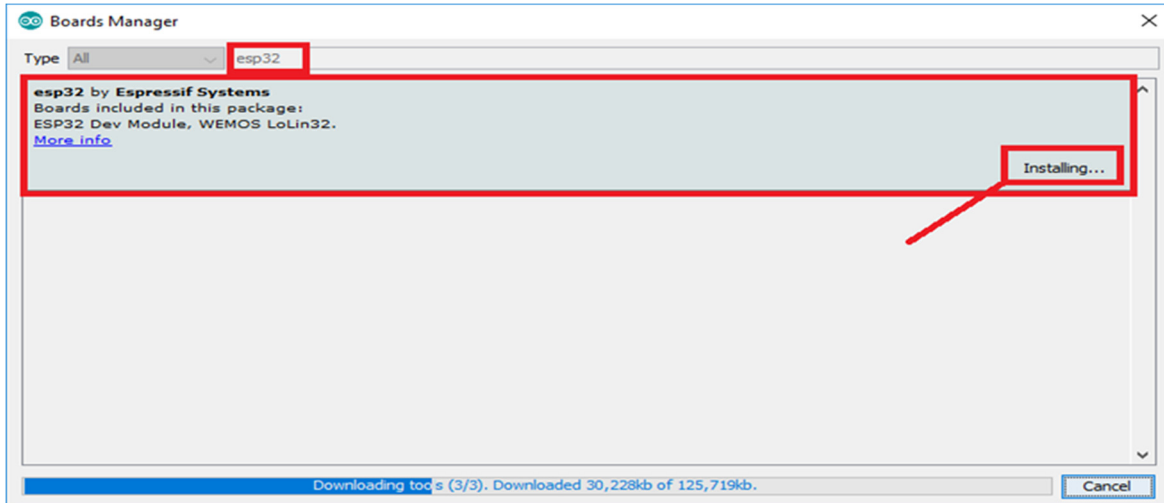 Boards Manager
Type All esp32
esp32 by Espressif Systems
Boards included in this package:
ESP32 Dev Module, WEMOS LoLin32.
More info
Installing...
Downloading tools (3/3). Downloaded 30,228kb of 125,719kb.
Cancel